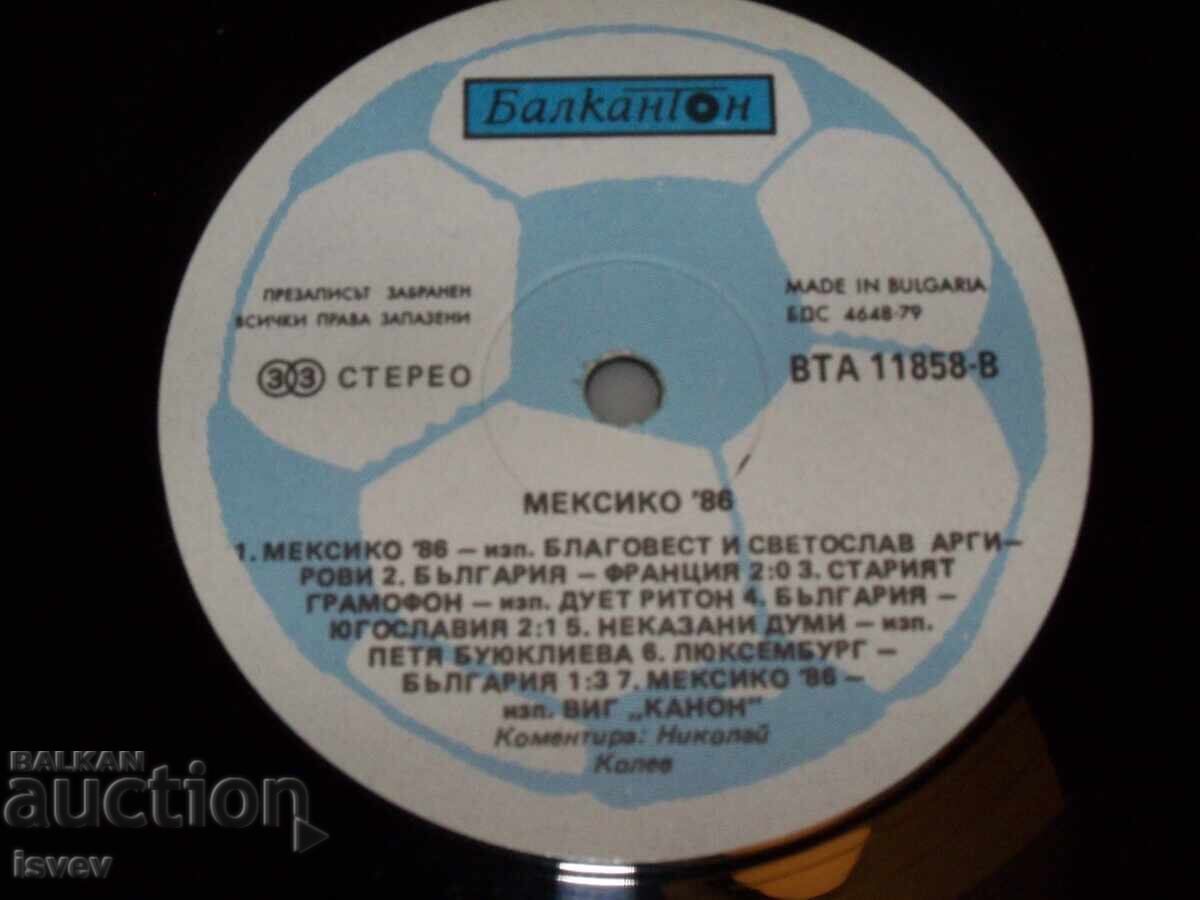 БалканТон
ПРЕЗАПИСЪТ ЗАБРАНЕН
ВСИЧКИ ПРАВА ЗАПАЗЕНИ
33 СТЕРЕО
MADE IN BULGARIA
БДС 4648-79
ВТА 11858-В
МЕКСИКО '86
1. МЕКСИКО '86 – изп. БЛАГОВЕСТ И СВЕТОСЛАВ АРГИ–
РОВИ 2. БЪЛГАРИЯ – ФРАНЦИЯ 2:0 3. СТАРИЯТ
ГРАМОФОН – изп. ДУЕТ РИТОН 4. БЪЛГАРИЯ –
ЮГОСЛАВИЯ 2:1 5. НЕКАЗАНИ ДУМИ – изп.
ПЕТЯ БУЮКЛИЕВА 6. ЛЮКСЕМБУРГ –
БЪЛГАРИЯ 1:3 7. МЕКСИКО '86 –
изп. ВИГ „КАНОН"
Коментира: Николай
Колев
BALKAN
auction
isvev